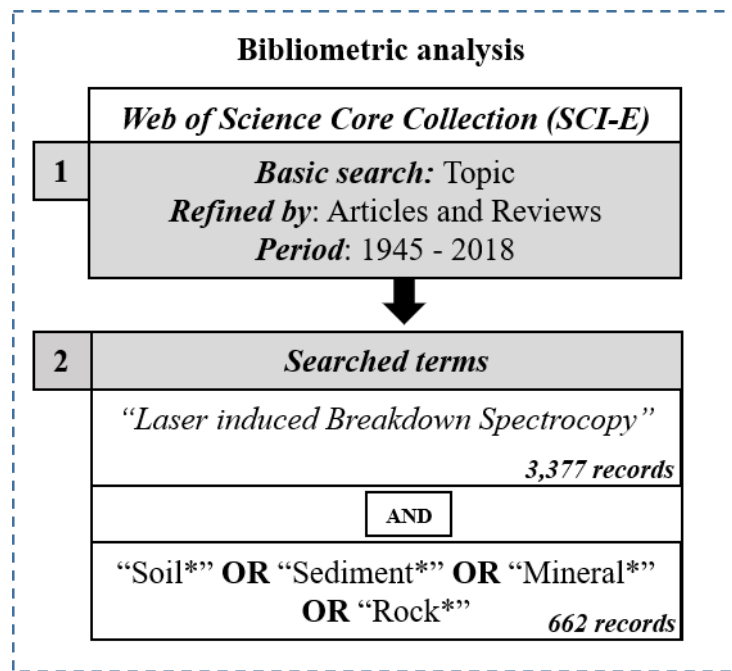 Bibliometric analysis
Web of Science Core Collection (SCI-E)
1
Basic search: Topic
Refined by: Articles and Reviews
Period: 1945 - 2018
2
Searched terms
“Laser induced Breakdown Spectrocopy”
3,377 records
AND
“Soil*” OR “Sediment*” OR “Mineral*”
OR “Rock*”
662 records